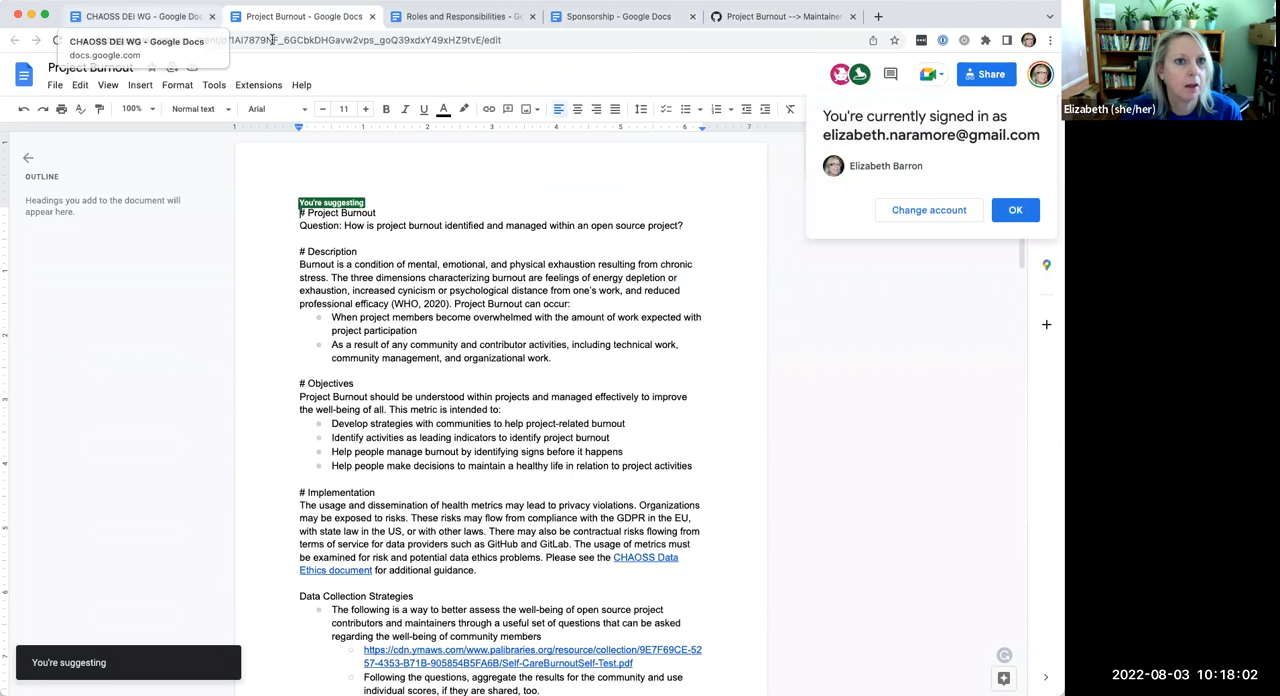 CHAOSS DEI WG - Google Doc
Project Burnout - Google Docs
Roles and Responsibilities - G
Sponsorship - Google Docs
Project Burnout --> Maintaine
_6GCbkDHGavw2vps_goQ39xdxY49xHZ9tvE/edit
CHAOSS DEI WG - Google Docs
docs.google.com
Project Burnout
File Edit View Insert Format Tools Extensions Help
Share
100% Normal text Arial 11
1 1 2 3 4 5 6 7
OUTLINE
Headings you add to the document will
appear here.
You're suggesting
# Project Burnout
Question: How is project burnout identified and managed within an open source project?
# Description
Burnout is a condition of mental, emotional, and physical exhaustion resulting from chronic
stress. The three dimensions characterizing burnout are feelings of energy depletion or
exhaustion, increased cynicism or psychological distance from one's work, and reduced
professional efficacy (WHO, 2020). Project Burnout can occur:
When project members become overwhelmed with the amount of work expected with
project participation
As a result of any community and contributor activities, including technical work,
community management, and organizational work.
# Objectives
Project Burnout should be understood within projects and managed effectively to improve
the well-being of all. This metric is intended to:
Develop strategies with communities to help project-related burnout
Identify activities as leading indicators to identify project burnout
Help people manage burnout by identifying signs before it happens
Help people make decisions to maintain a healthy life in relation to project activities
# Implementation
The usage and dissemination of health metrics may lead to privacy violations. Organizations
may be exposed to risks. These risks may flow from compliance with the GDPR in the EU,
with state law in the US, or with other laws. There may also be contractual risks flowing from
terms of service for data providers such as GitHub and GitLab. The usage of metrics must
be examined for risk and potential data ethics problems. Please see the CHAOSS Data
Ethics document for additional guidance.
Data Collection Strategies
The following is a way to better assess the well-being of open source project
contributors and maintainers through a useful set of questions that can be asked
regarding the well-being of community members
https://cdn.ymaws.com/www.palibraries.org/resource/collection/9E7F69CE-52
57-4353-B71B-905854B5FA6B/Self-CareBurnoutSelf-Test.pdf
Following the questions, aggregate the results for the community and use
individual scores, if they are shared, too.
You're currently signed in as
elizabeth.naramore@gmail.com
Elizabeth Barron
Change account
OK
You're suggesting
Elizabeth (she/her)
2022-08-03 10:18:02